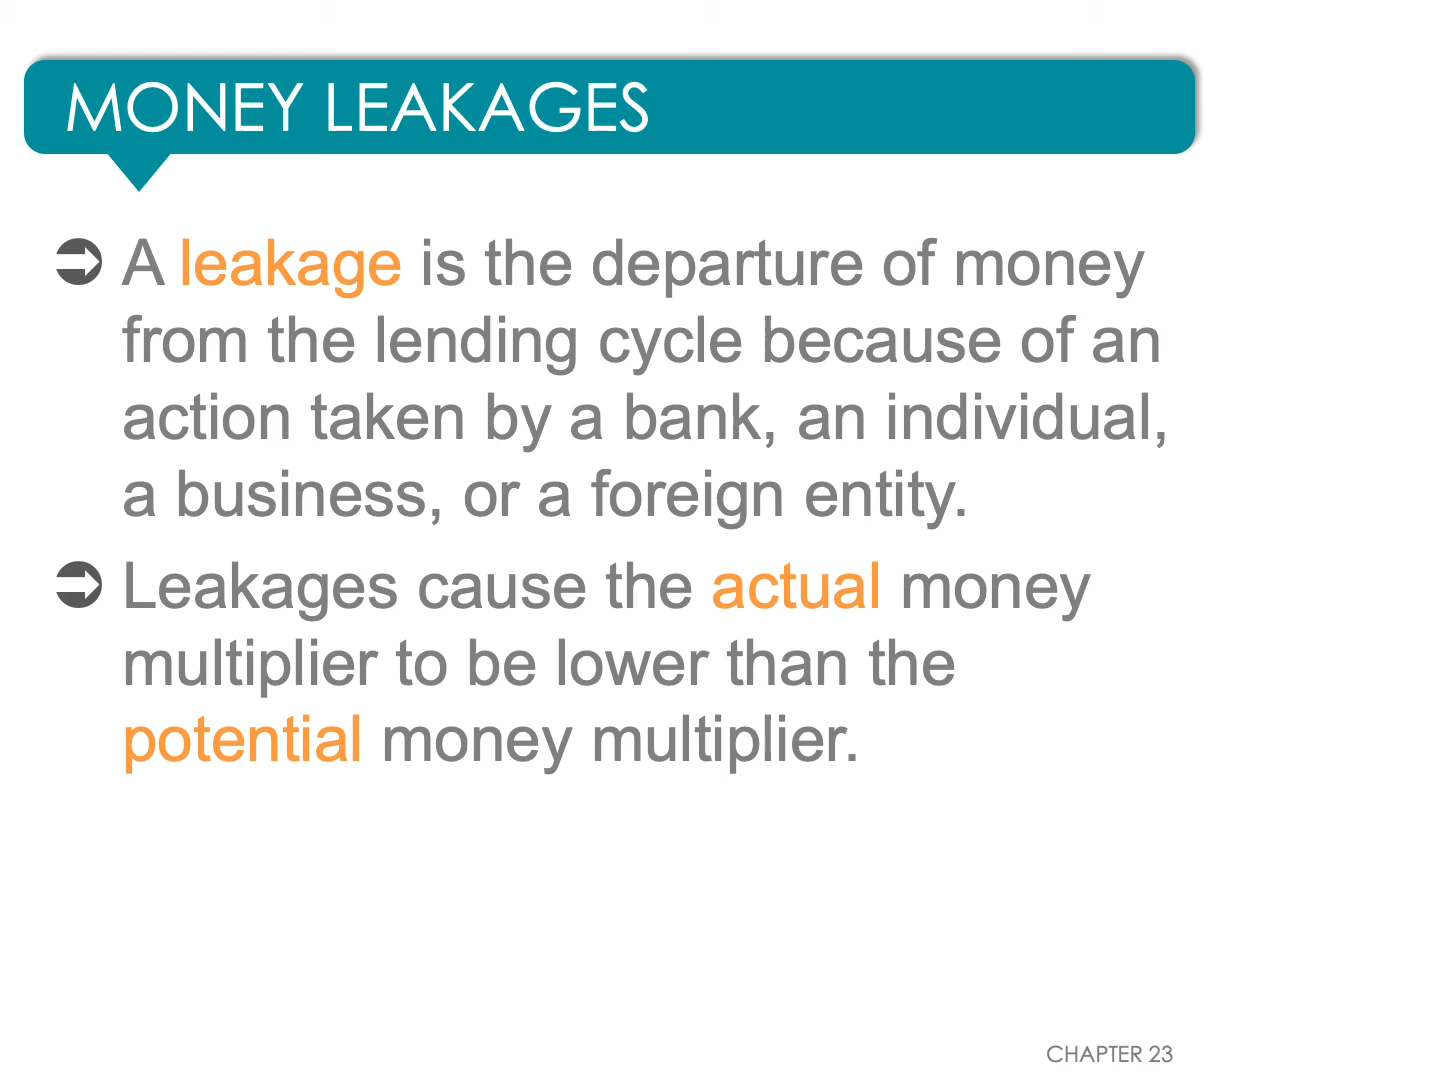 MONEY LEAKAGES
A leakage is the departure of money
from the lending cycle because of an
action taken by a bank, an individual,
a business, or a foreign entity.
Leakages cause the actual money
multiplier to be lower than the
potential money multiplier.
CHAPTER 23